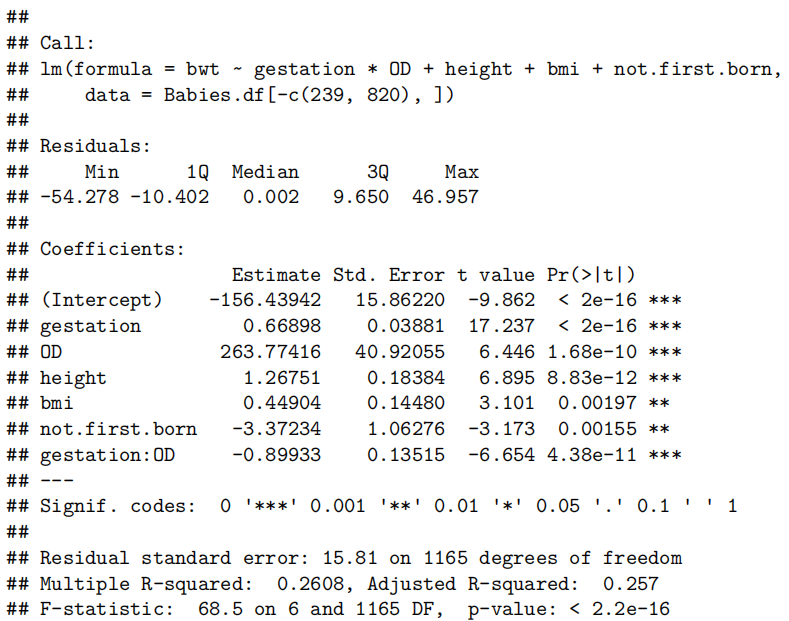 ##
## Call:
## lm(formula = bwt ~ gestation * OD + height + bmi + not.first.born,
##     data = Babies.df[-c(239, 820), ])
##
## Residuals:
##     Min      1Q  Median      3Q     Max
## -54.278 -10.402   0.002   9.650  46.957
##
## Coefficients:
##                  Estimate Std. Error t value Pr(>|t|)
## (Intercept)    -156.43942   15.86220  -9.862  < 2e-16 ***
## gestation         0.66898    0.03881  17.237  < 2e-16 ***
## OD              263.77416   40.92055   6.446 1.68e-10 ***
## height            1.26751    0.18384   6.895 8.83e-12 ***
## bmi               0.44904    0.14480   3.101  0.00197 **
## not.first.born   -3.37234    1.06276  -3.173  0.00155 **
## gestation:OD     -0.89933    0.13515  -6.654 4.38e-11 ***
## ---
## Signif. codes:  0 '***' 0.001 '**' 0.01 '*' 0.05 '.' 0.1 ' ' 1
##
## Residual standard error: 15.81 on 1165 degrees of freedom
## Multiple R-squared:  0.2608, Adjusted R-squared:  0.257
## F-statistic:  68.5 on 6 and 1165 DF,  p-value: < 2.2e-16